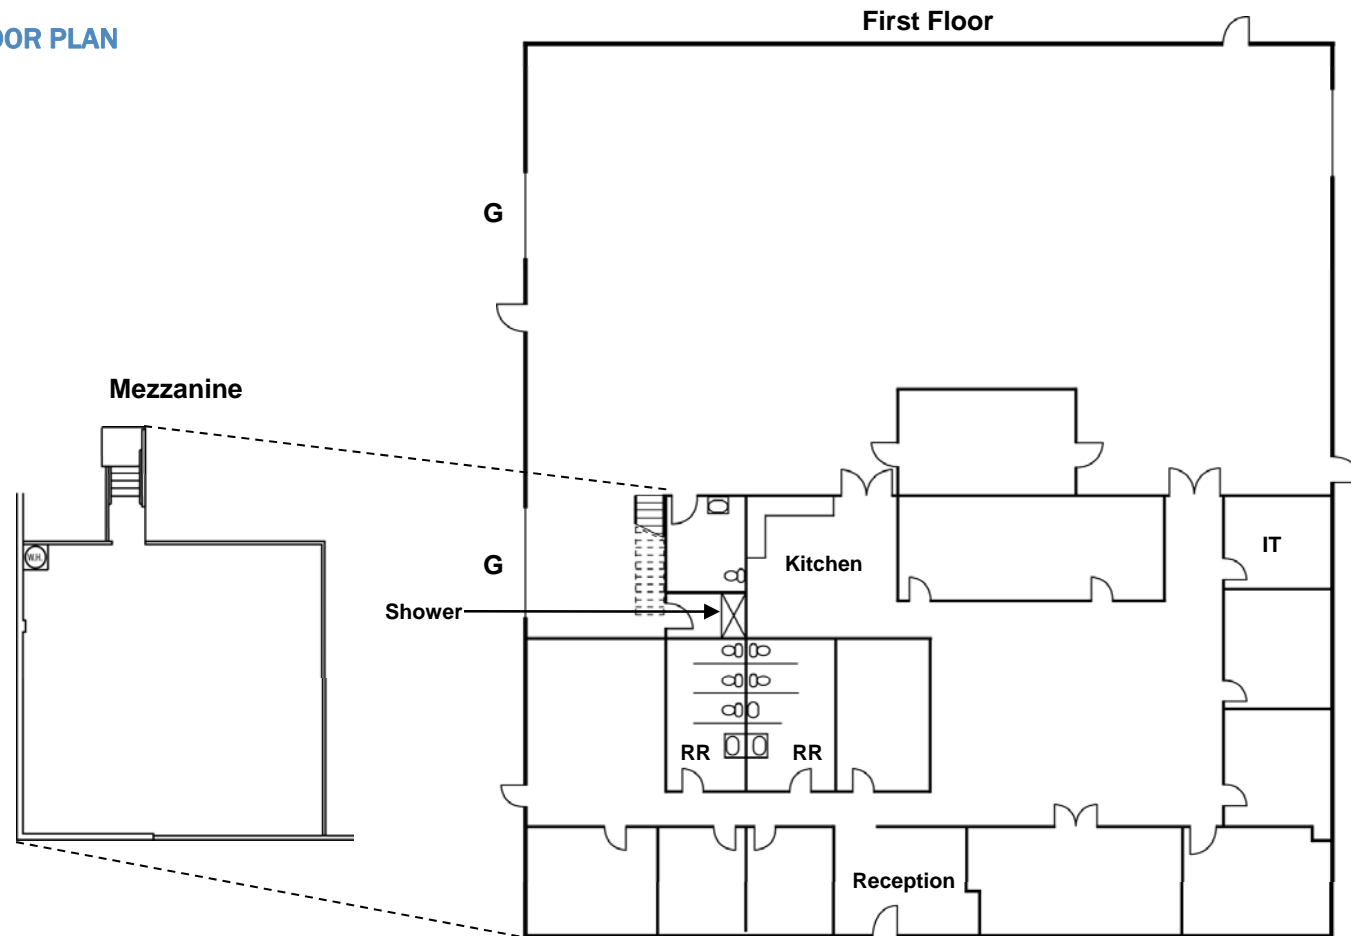 First Floor
OOR PLAN
G
Mezzanine
W.H.
IT
Kitchen
G
Shower
RR
RR
Reception